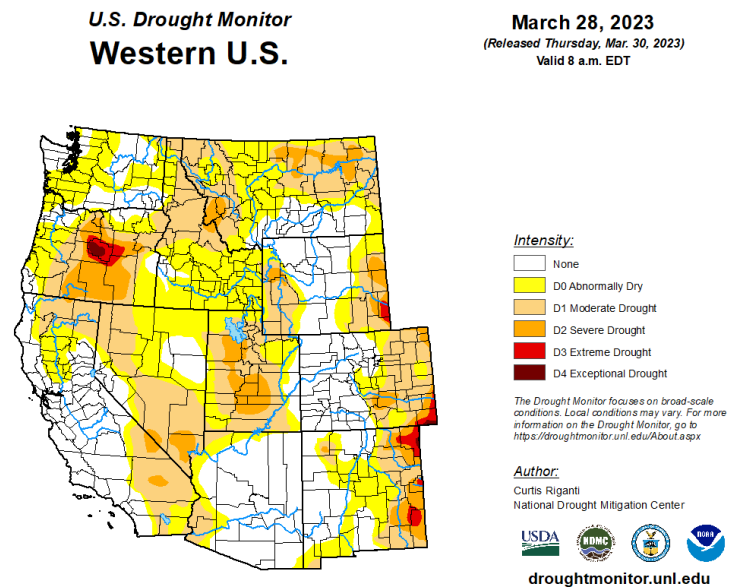 U.S. Drought Monitor
Western U.S.
March 28, 2023
(Released Thursday, Mar. 30, 2023)
Valid 8 a.m. EDT
Intensity:
None
D0 Abnormally Dry
D1 Moderate Drought
D2 Severe Drought
D3 Extreme Drought
D4 Exceptional Drought
The Drought Monitor focuses on broad-scale
conditions. Local conditions may vary. For more
information on the Drought Monitor, go to
https://droughtmonitor.unl.edu/About.aspx
Author:
Curtis Riganti
National Drought Mitigation Center
USDA
NDMC
NOAA
droughtmonitor.unl.edu